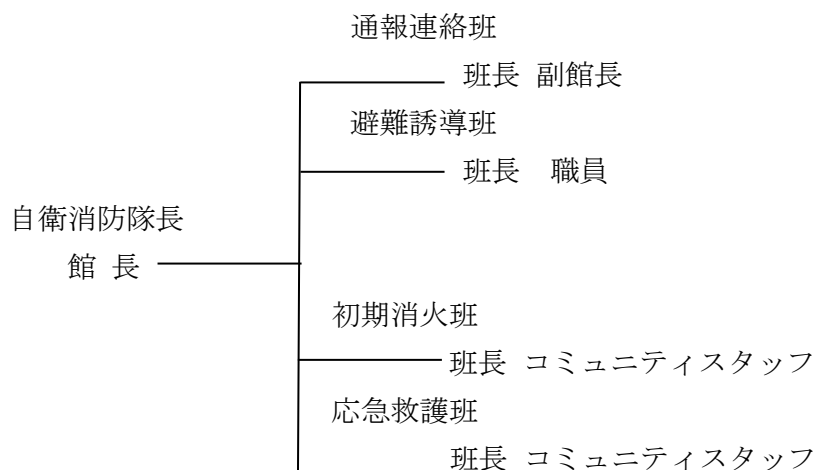 通報連絡班
班長 副館長
避難誘導班
班長 職員
自衛消防隊長
館 長
初期消火班
班長 コミュニティスタッフ
応急救護班
班長 コミュニティスタッフ